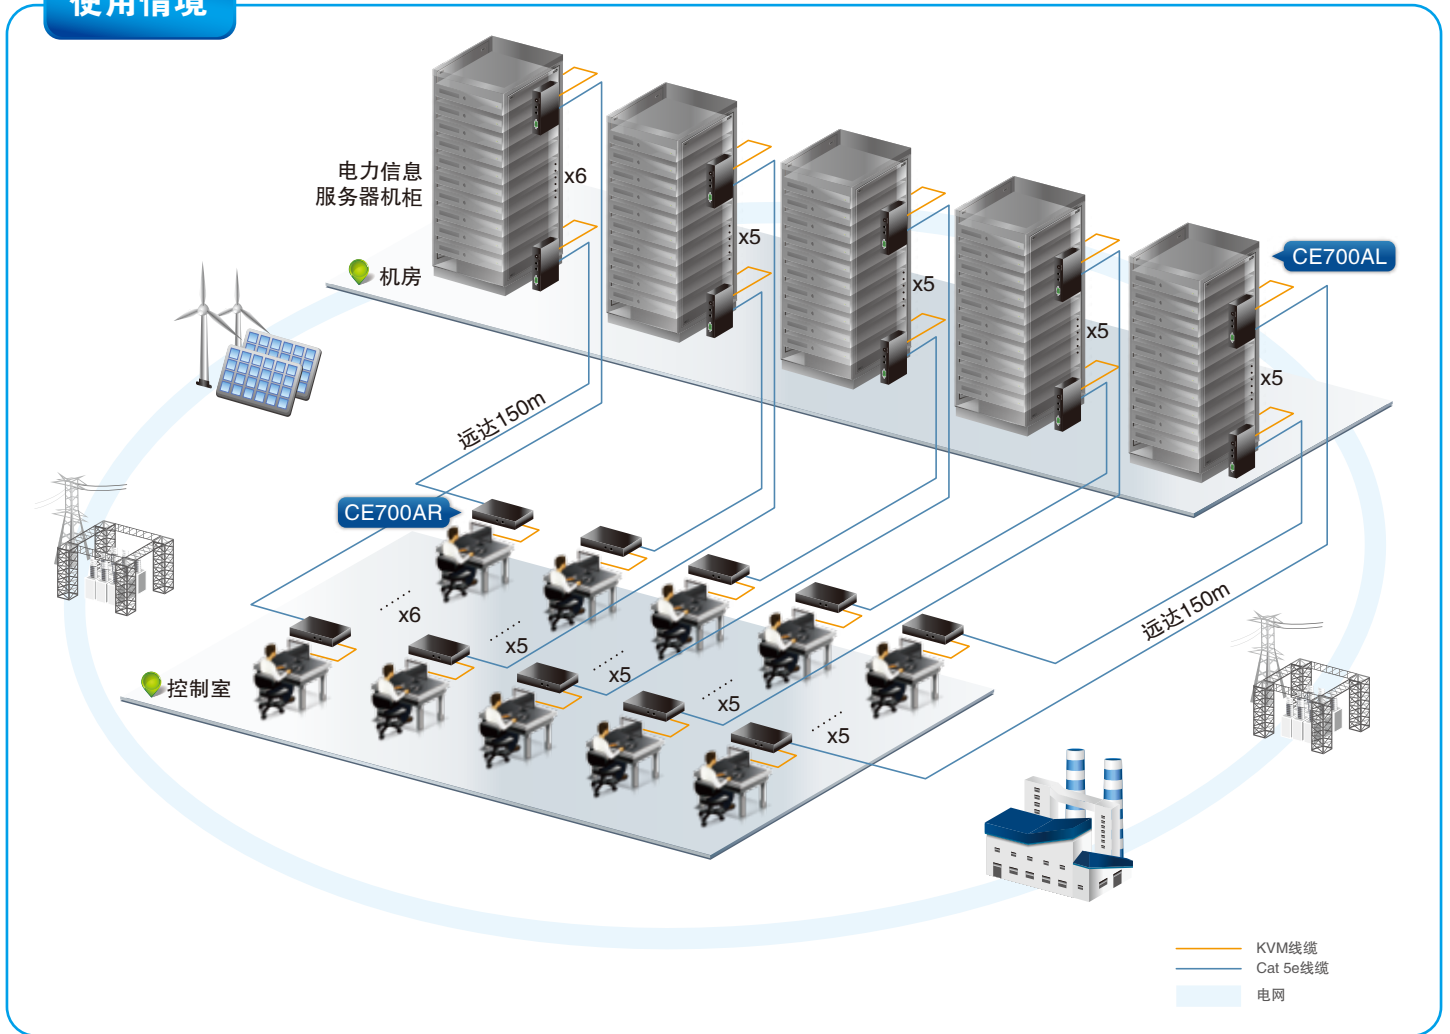 使用情境
电力信息
服务器机柜
x6
x5
x5
x5
x5
CE700AL
机房
远达150m
CE700AR
x6
x5
x5
x5
x5
远达150m
控制室
KVM线缆
Cat 5e线缆
电网